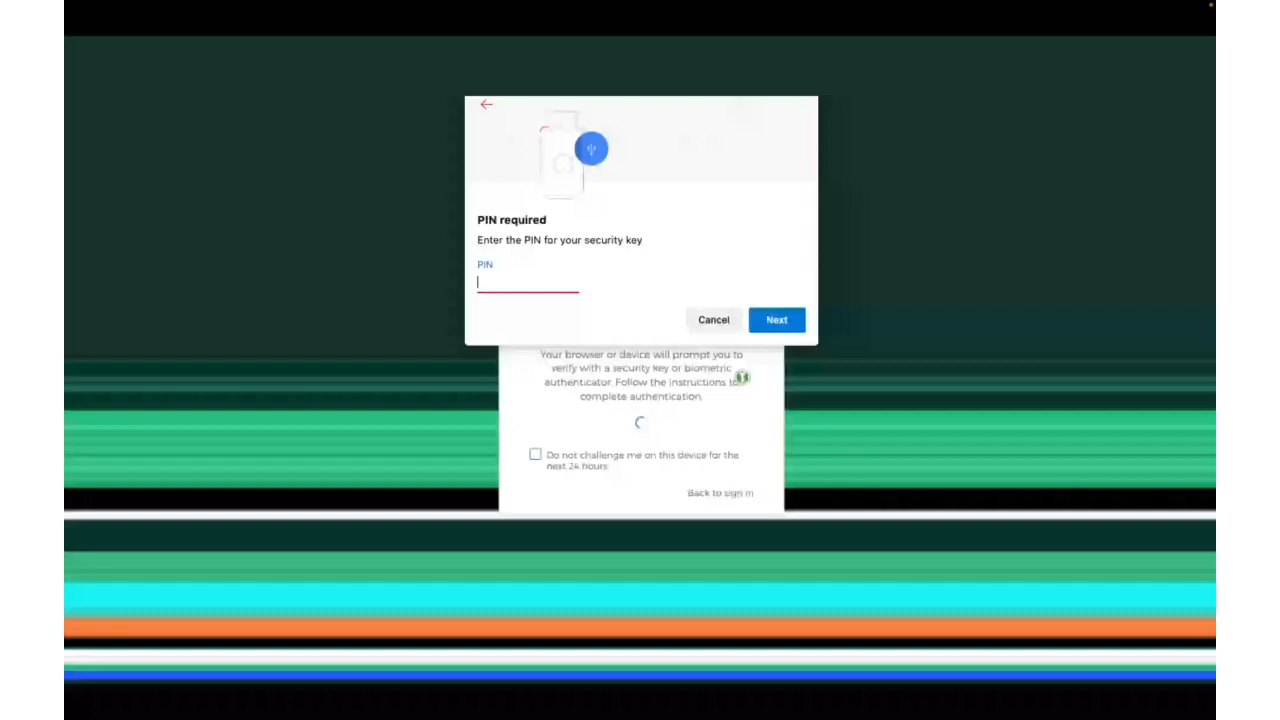 PIN required
Enter the PIN for your security key
PIN
Cancel
Next
Your browser or device will prompt you to
verify with a security key or biometric
authenticator. Follow the instructions to
complete authentication.
Do not challenge me on this device for the
next 24 hours
Back to sign in